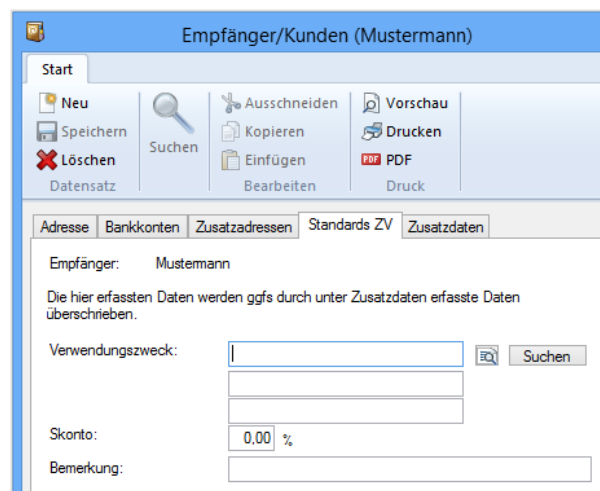 Empfänger/Kunden (Mustermann)
Start
Neu
Speichern
Löschen
Datensatz
Suchen
Ausschneiden
Kopieren
Einfügen
Bearbeiten
Vorschau
Drucken
PDF PDF
Druck
Adresse Bankkonten Zusatzadressen Standards ZV Zusatzdaten
Empfänger: Mustermann
Die hier erfassten Daten werden ggfs durch unter Zusatzdaten erfasste Daten
überschrieben.
Verwendungszweck: Suchen
Skonto: 0,00 %
Bemerkung: